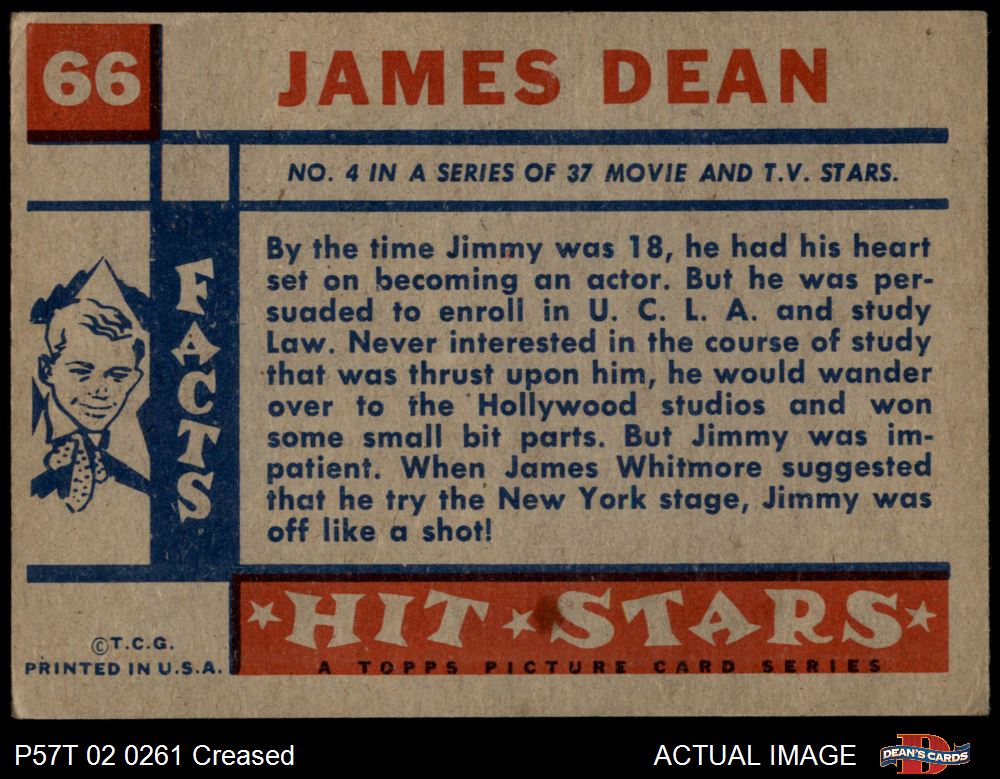 66
JAMES DEAN
NO. 4 IN A SERIES OF 37 MOVIE AND T.V. STARS.
FACTS
By the time Jimmy was 18, he had his heart
set on becoming an actor. But he was per-
suaded to enroll in U. C. L. A. and study
Law. Never interested in the course of study
that was thrust upon him, he would wander
over to the Hollywood studios and won
some small bit parts. But Jimmy was im-
patient. When James Whitmore suggested
that he try the New York stage, Jimmy was
off like a shot!
HIT STARS
A TOPPS PICTURE CARD SERIES
©T.C.G.
PRINTED IN U.S.A.
P57T 02 0261 Creased
ACTUAL IMAGE
D
DEAN'S CARDS